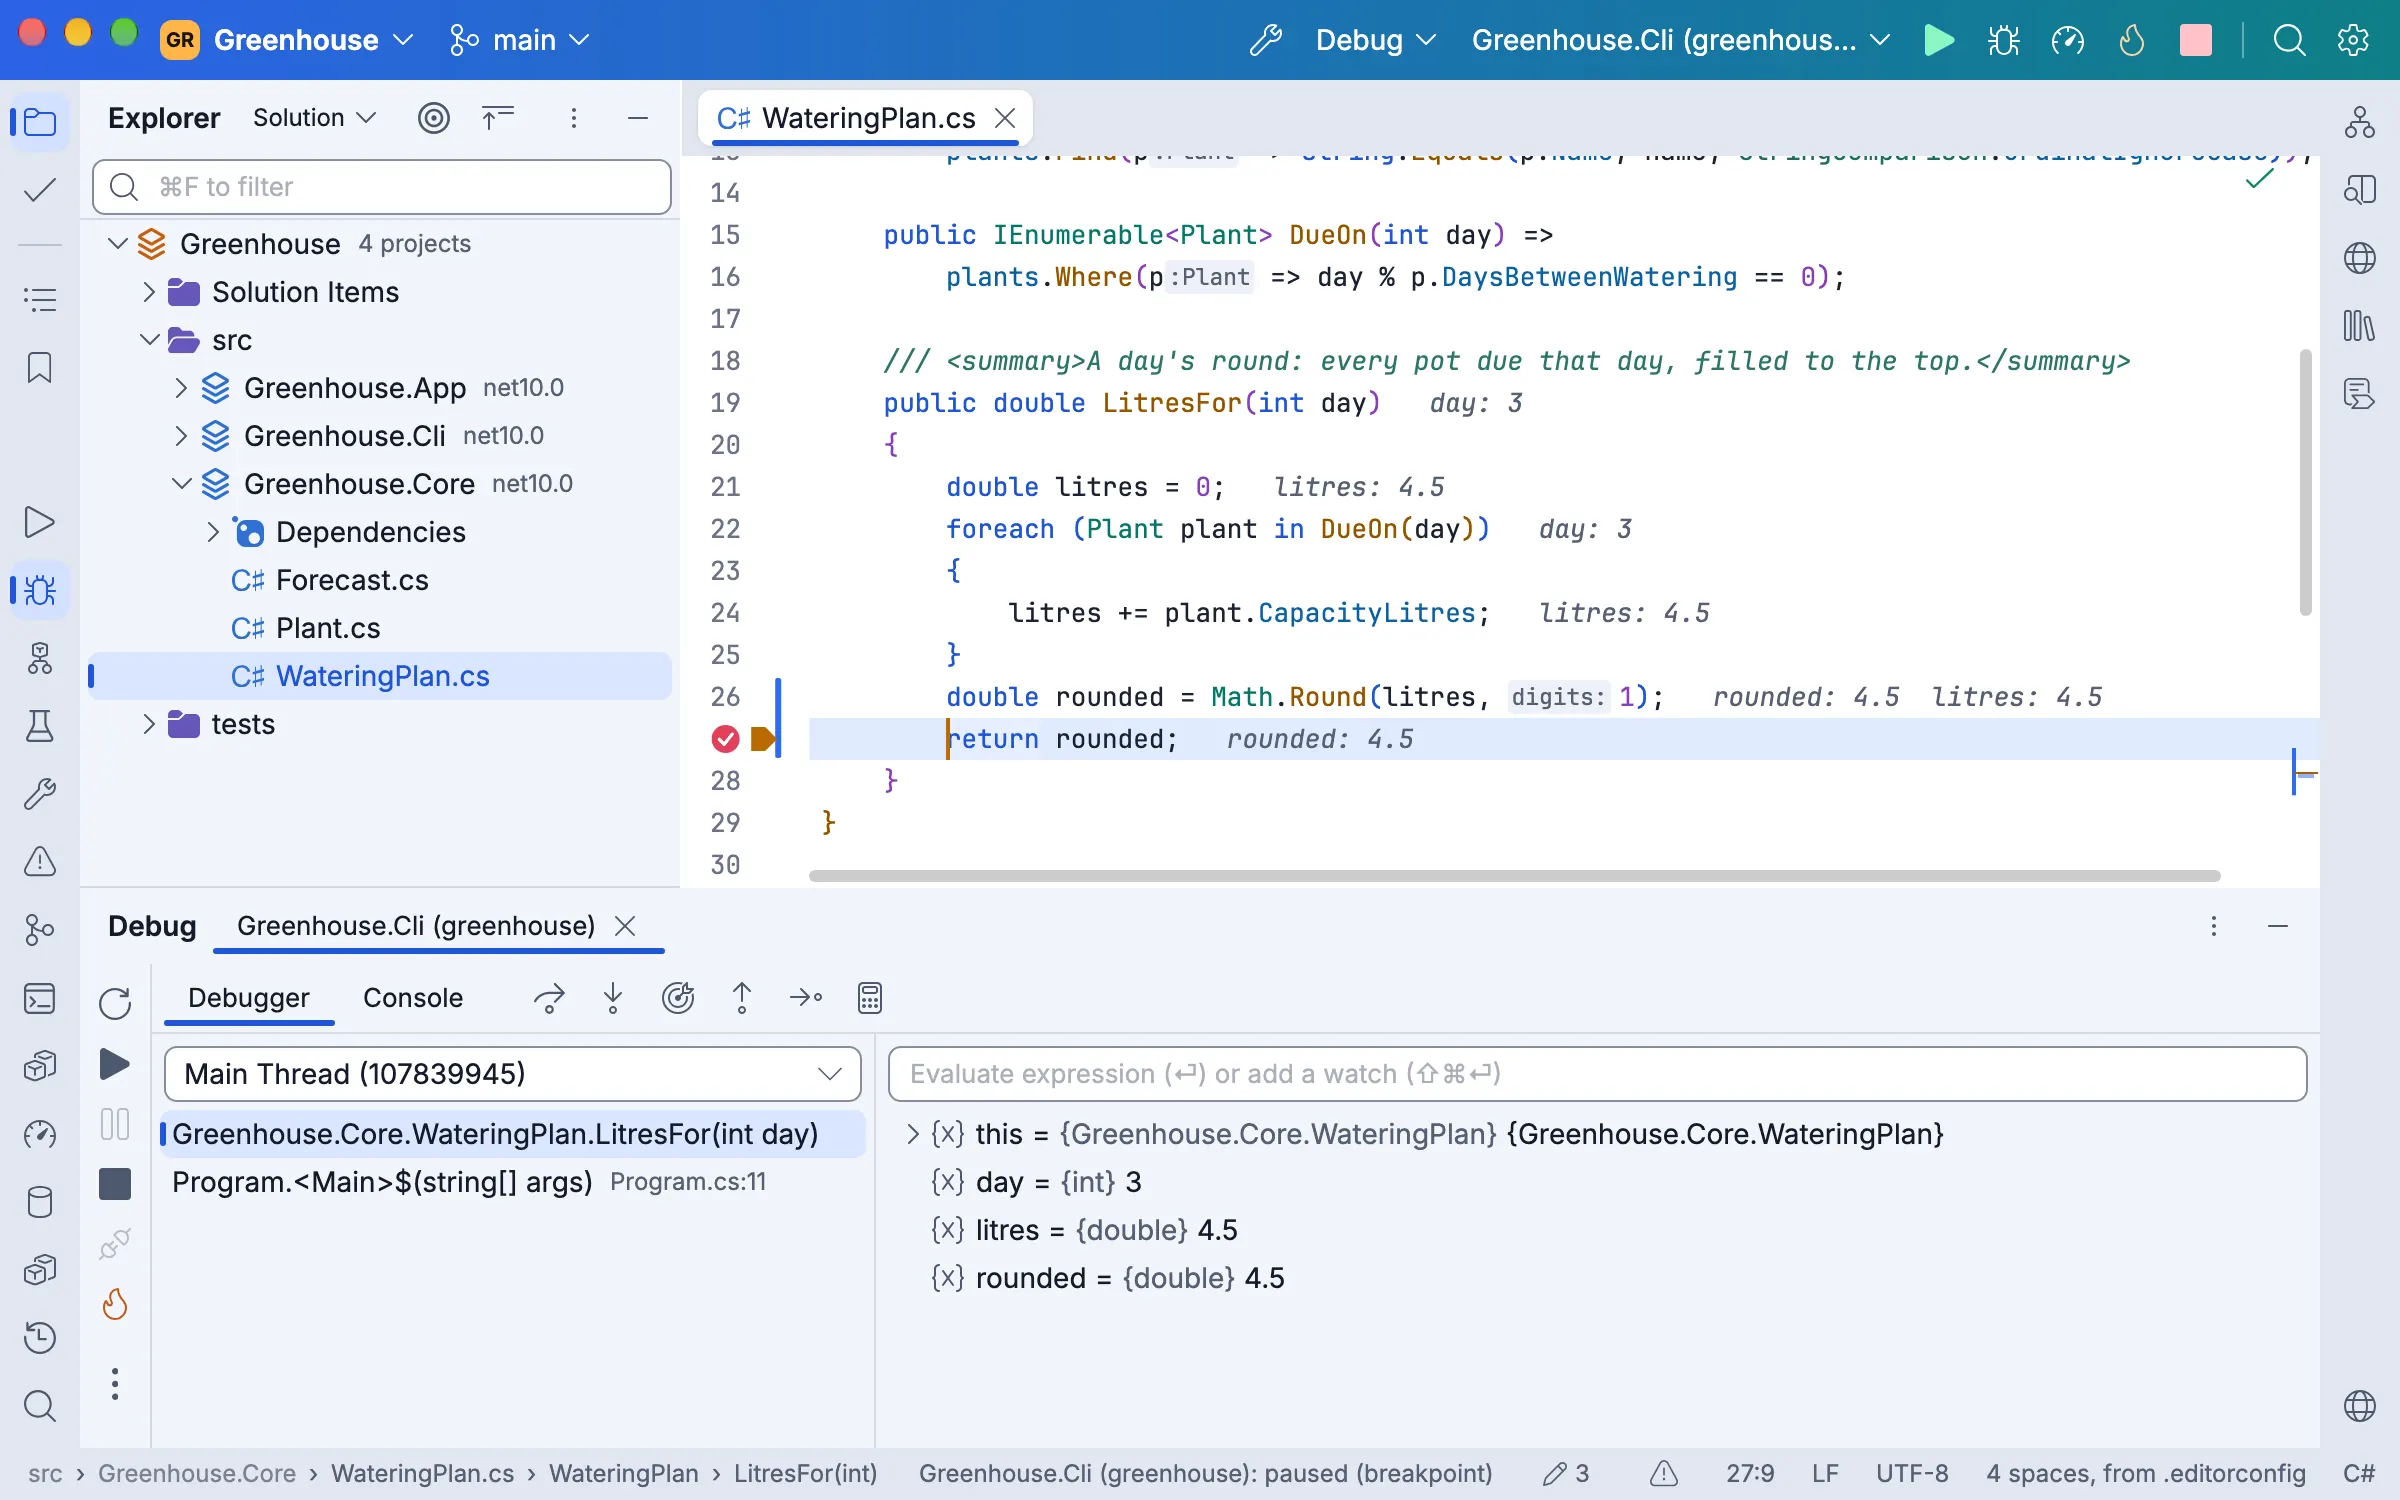 GR Greenhouse main Debug Greenhouse.Cli (greenhous...
Explorer Solution
⌘F to filter
Greenhouse 4 projects
Solution Items
src
Greenhouse.App net10.0
Greenhouse.Cli net10.0
Greenhouse.Core net10.0
Dependencies
C# Forecast.cs
C# Plant.cs
C# WateringPlan.cs
tests
C# WateringPlan.cs
14
15 public IEnumerable<Plant> DueOn(int day) =>
16 plants.Where(p :Plant => day % p.DaysBetweenWatering == 0);
17
18 /// <summary>A day's round: every pot due that day, filled to the top.</summary>
19 public double LitresFor(int day) day: 3
20 {
21 double litres = 0; litres: 4.5
22 foreach (Plant plant in DueOn(day)) day: 3
23 {
24 litres += plant.CapacityLitres; litres: 4.5
25 }
26 double rounded = Math.Round(litres, digits: 1); rounded: 4.5 litres: 4.5
return rounded; rounded: 4.5
28 }
29 }
30
Debug Greenhouse.Cli (greenhouse)
Debugger Console
Main Thread (107839945)
Greenhouse.Core.WateringPlan.LitresFor(int day)
Program.<Main>$(string[] args) Program.cs:11
Evaluate expression (⏎) or add a watch (⇧⌘⏎)
{x} this = {Greenhouse.Core.WateringPlan} {Greenhouse.Core.WateringPlan}
{x} day = {int} 3
{x} litres = {double} 4.5
{x} rounded = {double} 4.5
src › Greenhouse.Core › WateringPlan.cs › WateringPlan › LitresFor(int) Greenhouse.Cli (greenhouse): paused (breakpoint) 3 27:9 LF UTF-8 4 spaces, from .editorconfig C#